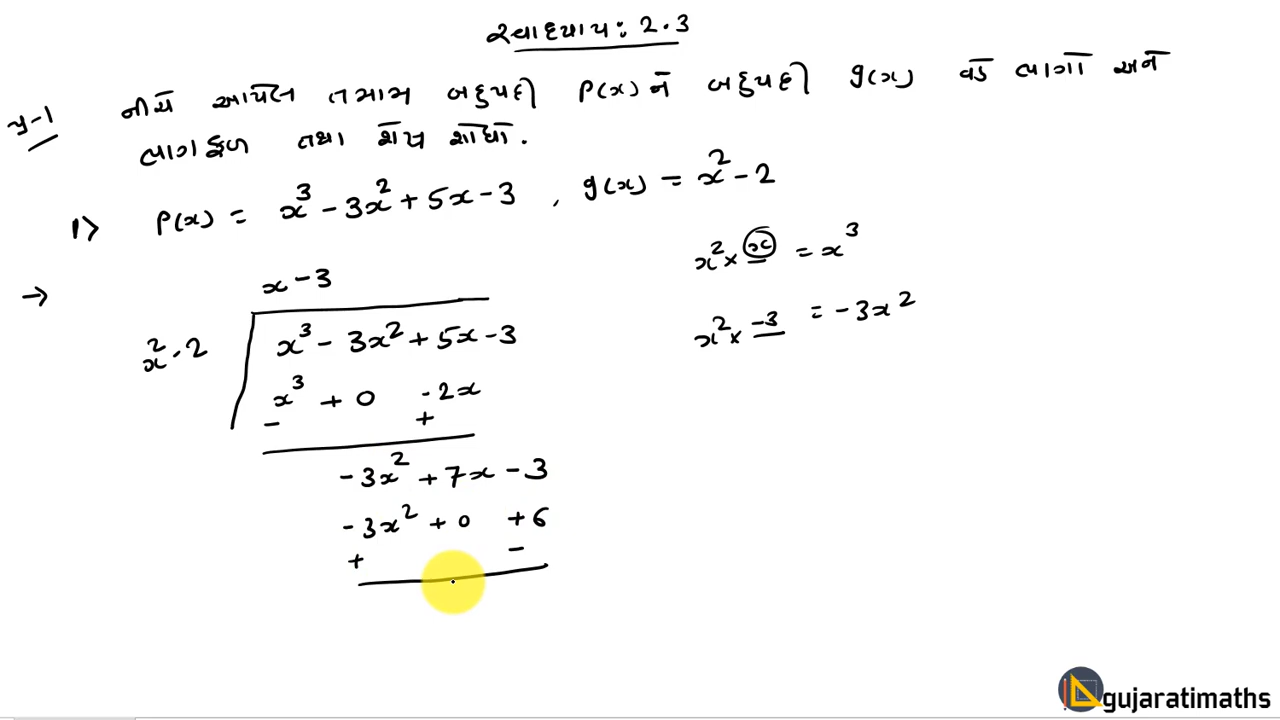 સ્વાધ્યાય: 2.3
પ્ર-1 નીચે આપેલ તમામ બહુપદી P(x) ને બહુપદી g(x) વડે ભાગો અને
ભાગફળ તથા શેષ શોધો.
1> P(x) = x³ - 3x² + 5x - 3 , g(x) = x² - 2
x² × x = x³
→ x - 3
x² × -3 = -3x²
x² - 2 x³ - 3x² + 5x - 3
x³ + 0 - 2x
- +
-3x² + 7x - 3
-3x² + 0 + 6
+ -
gujaratimaths